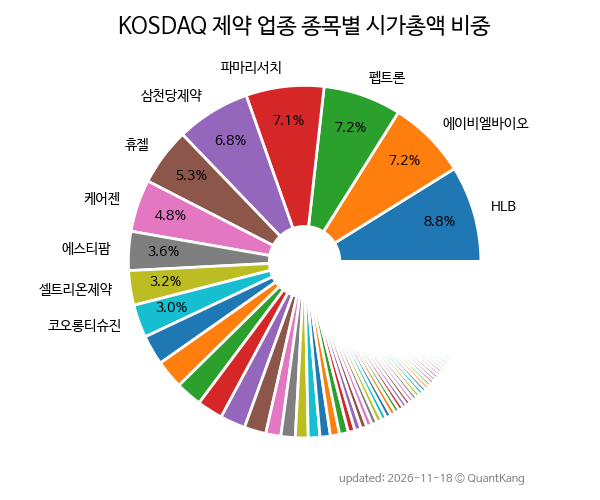 KOSDAQ 제약 업종 종목별 시가총액 비중
HLB
8.8%
에이비엘바이오
7.2%
펩트론
7.2%
파마리서치
7.1%
삼천당제약
6.8%
휴젤
5.3%
케어젠
4.8%
에스티팜
3.6%
셀트리온제약
3.2%
코오롱티슈진
3.0%
updated: 2026-11-18 © QuantKang